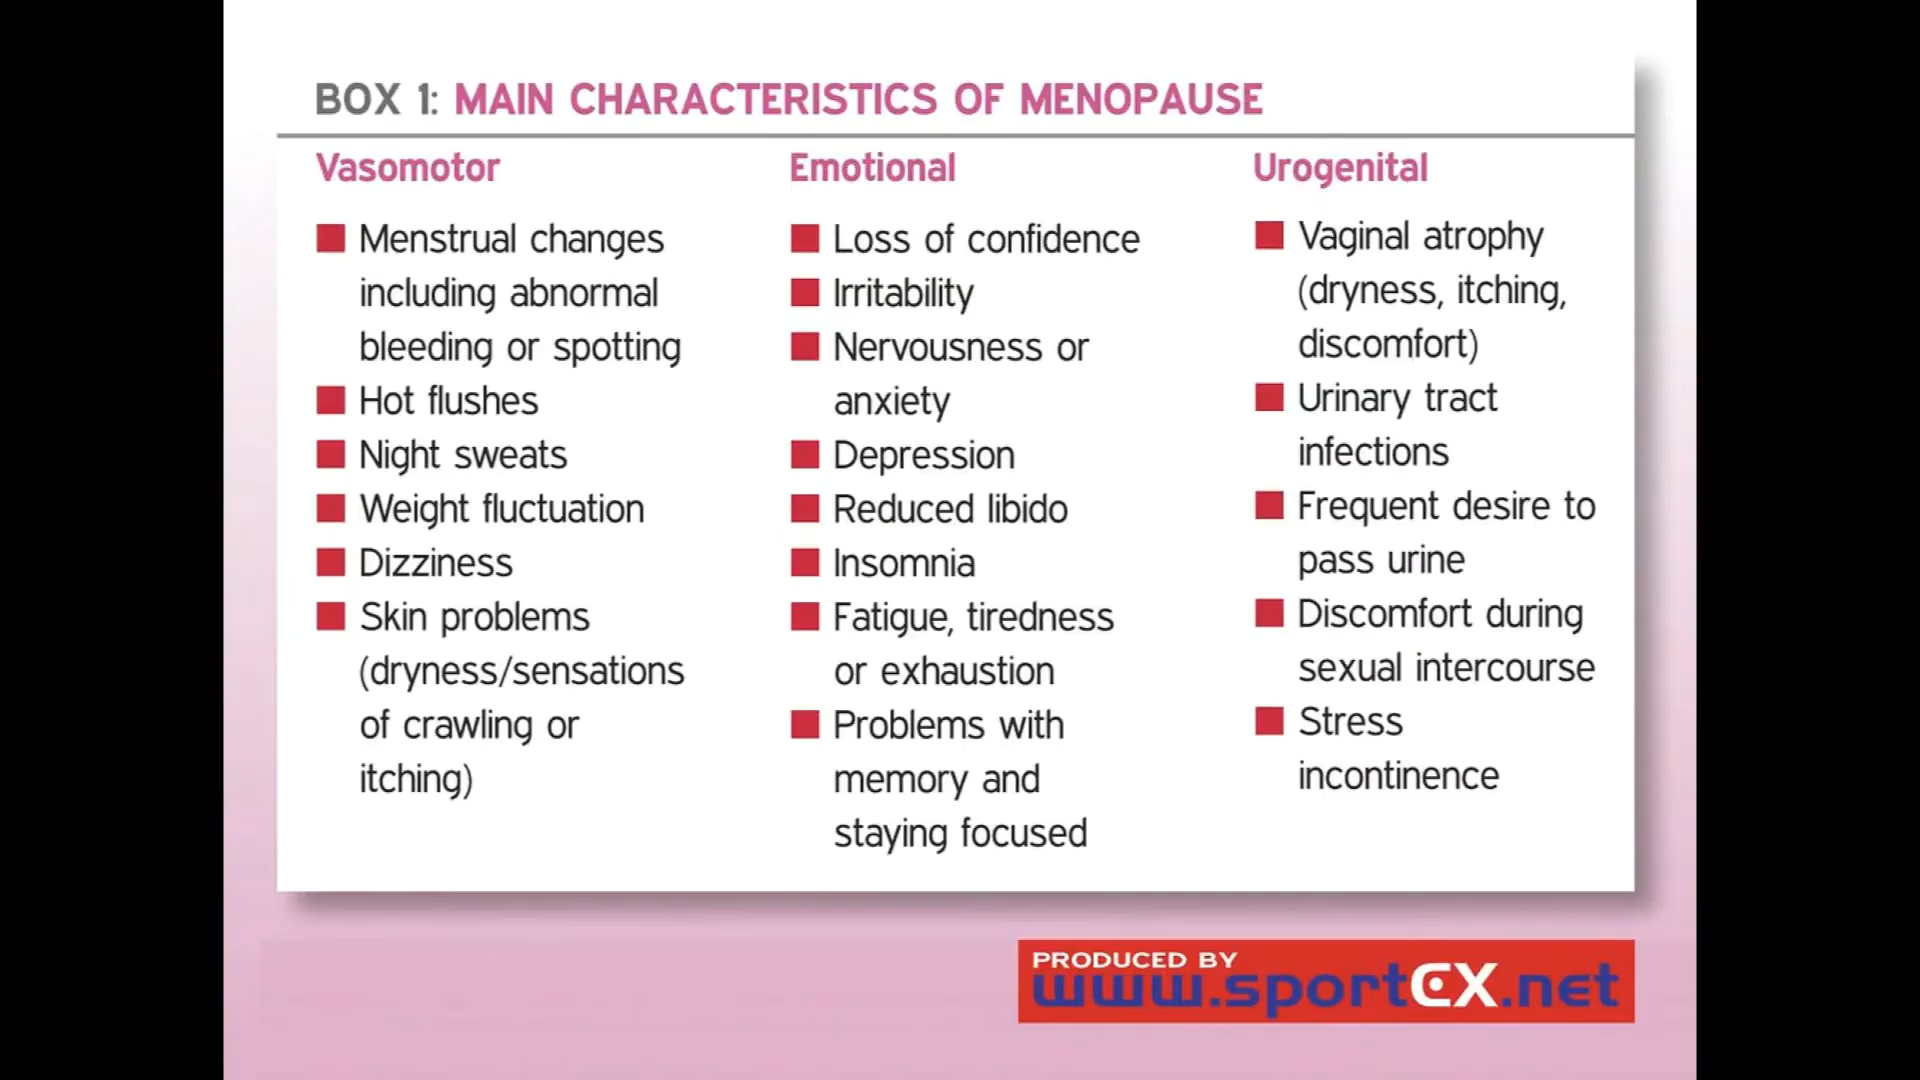 BOX 1: MAIN CHARACTERISTICS OF MENOPAUSE
Vasomotor
Menstrual changes
including abnormal
bleeding or spotting
Hot flushes
Night sweats
Weight fluctuation
Dizziness
Skin problems
(dryness/sensations
of crawling or
itching)
Emotional
Loss of confidence
Irritability
Nervousness or
anxiety
Depression
Reduced libido
Insomnia
Fatigue, tiredness
or exhaustion
Problems with
memory and
staying focused
Urogenital
Vaginal atrophy
(dryness, itching,
discomfort)
Urinary tract
infections
Frequent desire to
pass urine
Discomfort during
sexual intercourse
Stress
incontinence
PRODUCED BY
www.sportEX.net